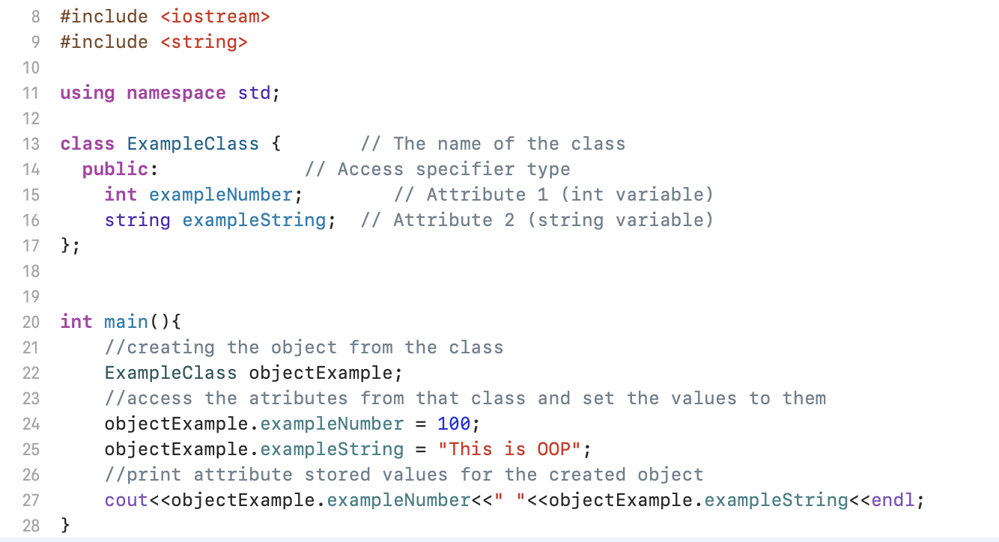 8 #include <iostream>
9 #include <string>
10
11 using namespace std;
12
13 class ExampleClass {       // The name of the class
14   public:             // Access specifier type
15     int exampleNumber;        // Attribute 1 (int variable)
16     string exampleString;  // Attribute 2 (string variable)
17 };
18
19
20 int main(){
21     //creating the object from the class
22     ExampleClass objectExample;
23     //access the atributes from that class and set the values to them
24     objectExample.exampleNumber = 100;
25     objectExample.exampleString = "This is OOP";
26     //print attribute stored values for the created object
27     cout<<objectExample.exampleNumber<<" "<<objectExample.exampleString<<endl;
28 }